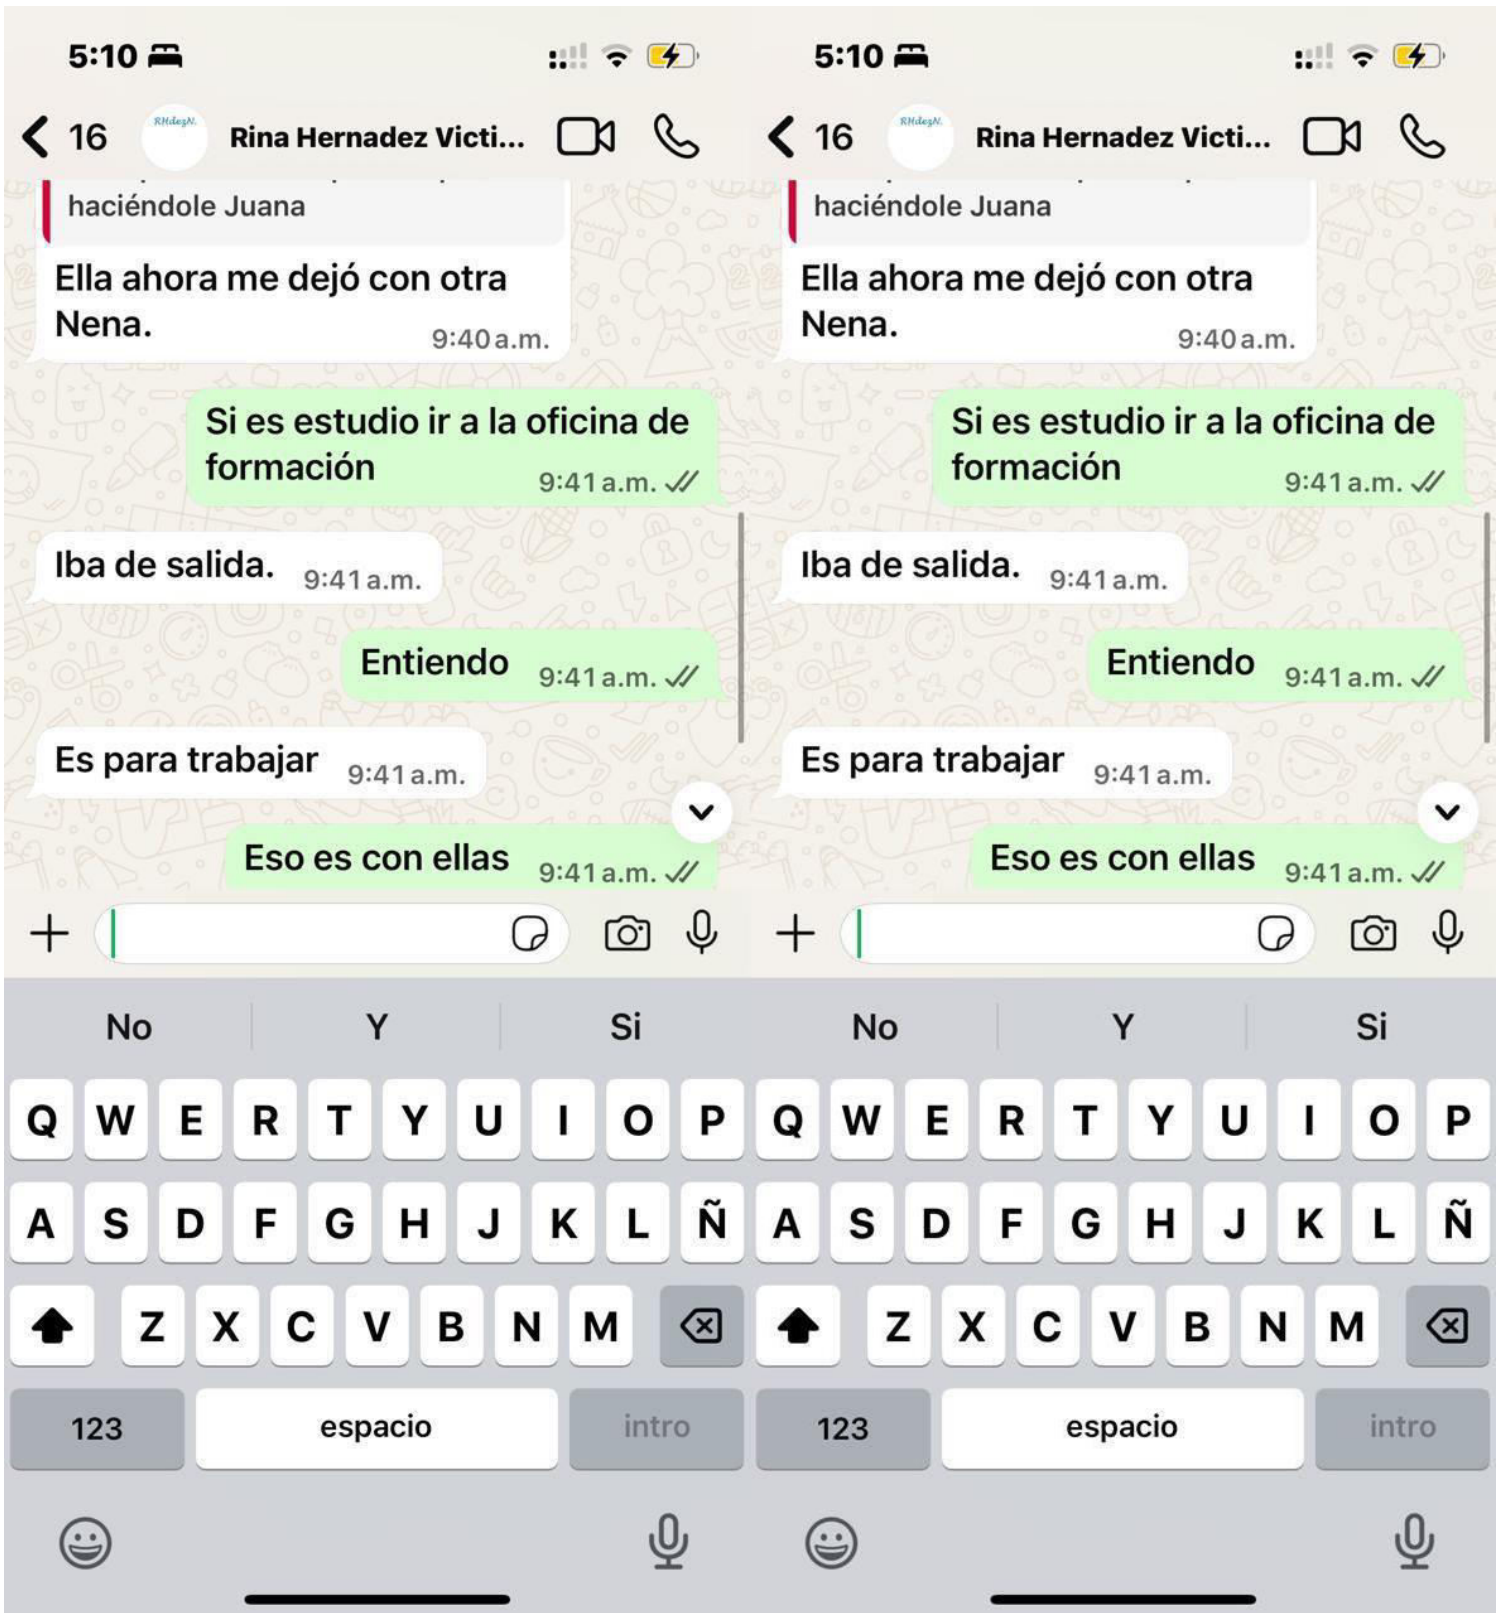 5:10
16
RHdezN.
Rina Hernadez Victi...
haciéndole Juana
Ella ahora me dejó con otra
Nena.
9:40 a.m.
Si es estudio ir a la oficina de
formación
9:41 a.m.
Iba de salida.
9:41 a.m.
Entiendo
9:41 a.m.
Es para trabajar
9:41 a.m.
Eso es con ellas
9:41 a.m.
No Y Si
Q W E R T Y U I O P
A S D F G H J K L Ñ
Z X C V B N M
123 espacio intro
5:10
16
RHdezN.
Rina Hernadez Victi...
haciéndole Juana
Ella ahora me dejó con otra
Nena.
9:40 a.m.
Si es estudio ir a la oficina de
formación
9:41 a.m.
Iba de salida.
9:41 a.m.
Entiendo
9:41 a.m.
Es para trabajar
9:41 a.m.
Eso es con ellas
9:41 a.m.
No Y Si
Q W E R T Y U I O P
A S D F G H J K L Ñ
Z X C V B N M
123 espacio intro